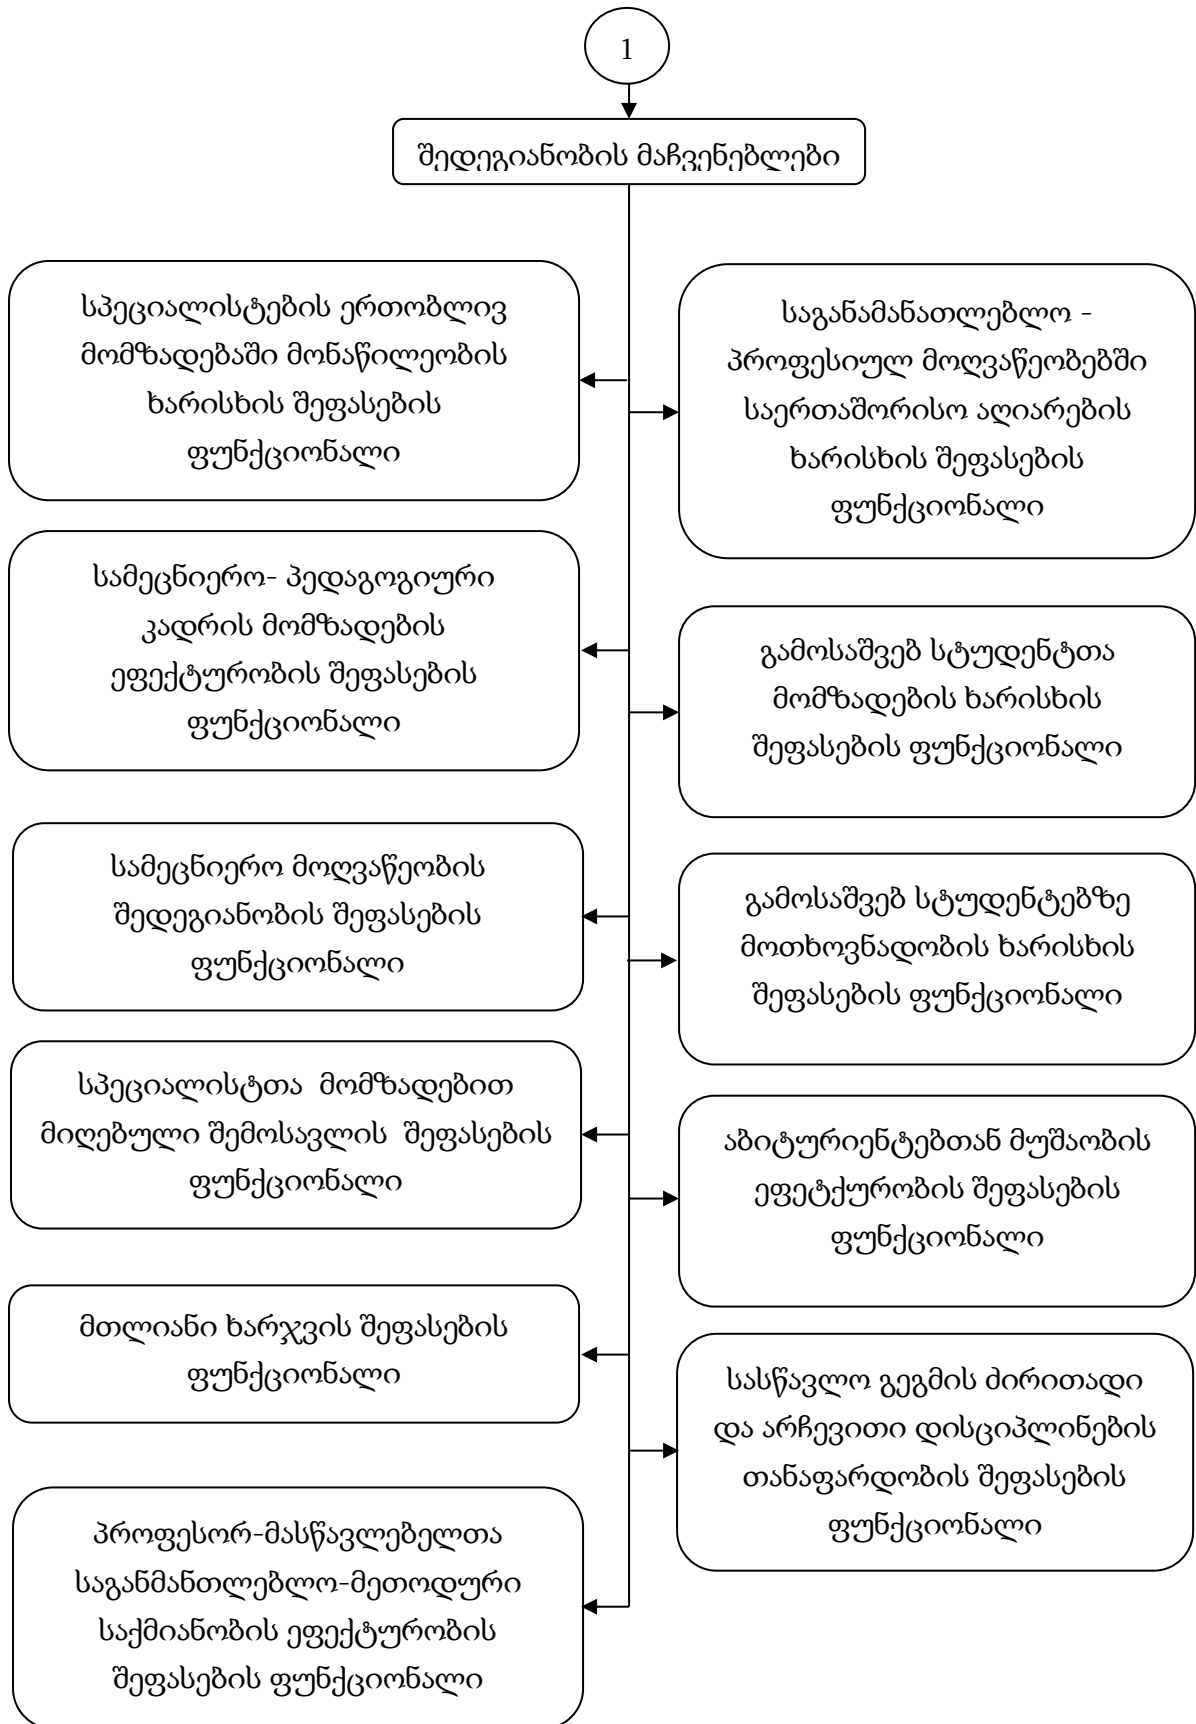 1
შედეგიანობის მაჩვენებლები
სპეციალისტების ერთობლივ
მომზადებაში მონაწილეობის
ხარისხის შეფასების
ფუნქციონალი
საგანამანათლებლო -
პროფესიულ მოღვაწეობებში
საერთაშორისო აღიარების
ხარისხის შეფასების
ფუნქციონალი
სამეცნიერო- პედაგოგიური
კადრის მომზადების
ეფექტურობის შეფასების
ფუნქციონალი
გამოსაშვებ სტუდენტთა
მომზადების ხარისხის
შეფასების ფუნქციონალი
სამეცნიერო მოღვაწეობის
შედეგიანობის შეფასების
ფუნქციონალი
გამოსაშვებ სტუდენტებზე
მოთხოვნადობის ხარისხის
შეფასების ფუნქციონალი
სპეციალისტთა  მომზადებით
მიღებული შემოსავლის  შეფასების
ფუნქციონალი
აბიტურიენტებთან მუშაობის
ეფეტქურობის შეფასების
ფუნქციონალი
მთლიანი ხარჯვის შეფასების
ფუნქციონალი
სასწავლო გეგმის ძირითადი
და არჩევითი დისციპლინების
თანაფარდობის შეფასების
ფუნქციონალი
პროფესორ-მასწავლებელთა
საგანმანთლებლო-მეთოდური
საქმიანობის ეფექტურობის
შეფასების ფუნქციონალი